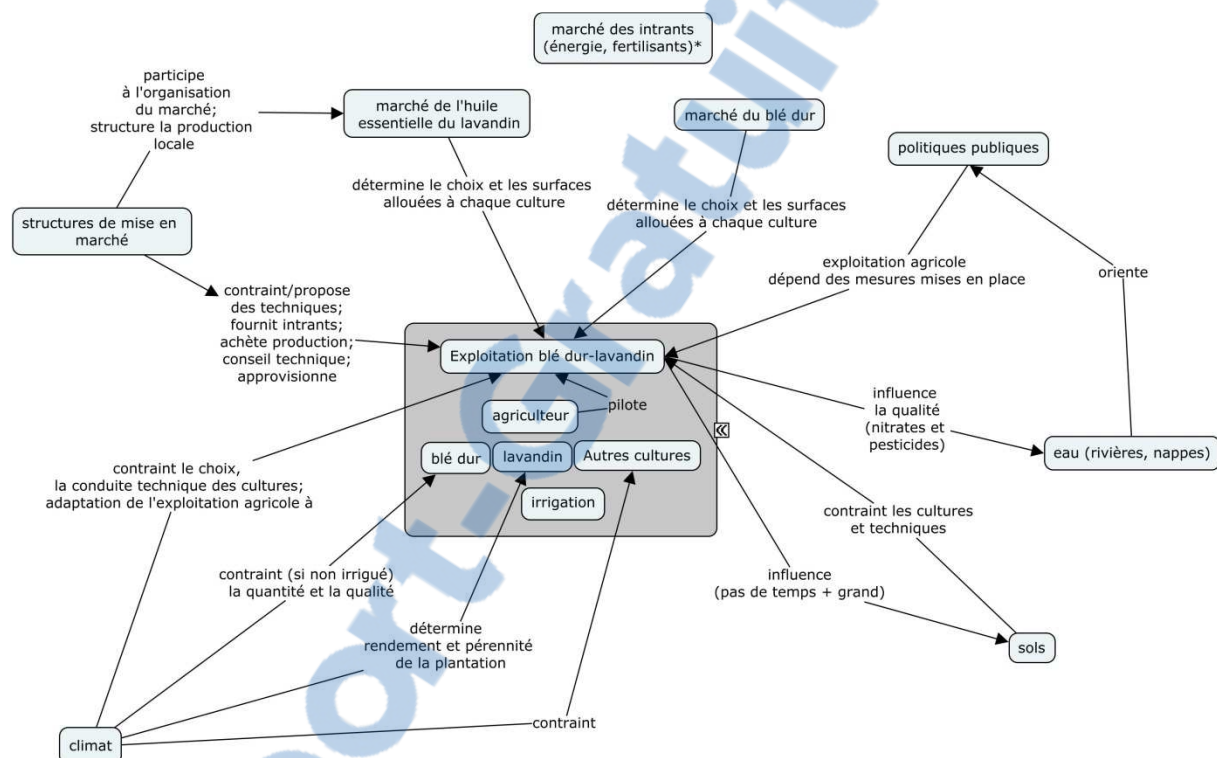 marché des intrants
(énergie, fertilisants)*
participe
à l'organisation
du marché;
structure la production
locale
marché de l'huile
essentielle du lavandin
marché du blé dur
politiques publiques
détermine le choix et les surfaces
allouées à chaque culture
détermine le choix et les surfaces
allouées à chaque culture
structures de mise en
marché
exploitation agricole
dépend des mesures mises en place
oriente
contraint/propose
des techniques;
fournit intrants;
achète production;
conseil technique;
approvisionne
Exploitation blé dur-lavandin
agriculteur
pilote
influence
la qualité
(nitrates et
pesticides)
blé dur
lavandin
Autres cultures
eau (rivières, nappes)
irrigation
contraint le choix,
la conduite technique des cultures;
adaptation de l'exploitation agricole à
contraint les cultures
et techniques
contraint (si non irrigué)
la quantité et la qualité
influence
(pas de temps + grand)
détermine
rendement et pérennité
de la plantation
sols
contraint
climat
ort-Gratuit